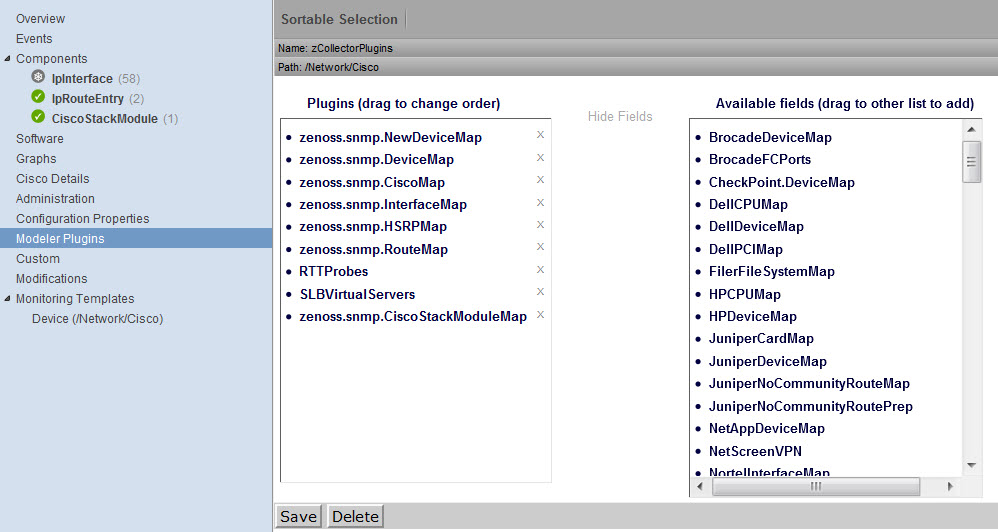 Overview
Events
Components
IpInterface (58)
IpRouteEntry (2)
CiscoStackModule (1)
Software
Graphs
Cisco Details
Administration
Configuration Properties
Modeler Plugins
Custom
Modifications
Monitoring Templates
Device (/Network/Cisco)
Sortable Selection
Name: zCollectorPlugins
Path: /Network/Cisco
Plugins (drag to change order)
zenoss.snmp.NewDeviceMap X
zenoss.snmp.DeviceMap X
zenoss.snmp.CiscoMap X
zenoss.snmp.InterfaceMap X
zenoss.snmp.HSRPMap X
zenoss.snmp.RouteMap X
RTTProbes X
SLBVirtualServers X
zenoss.snmp.CiscoStackModuleMap X
Hide Fields
Available fields (drag to other list to add)
BrocadeDeviceMap
BrocadeFCPorts
CheckPoint.DeviceMap
DellCPUMap
DellDeviceMap
DellPCIMap
FilerFileSystemMap
HPCPUMap
HPDeviceMap
JuniperCardMap
JuniperDeviceMap
JuniperNoCommunityRouteMap
JuniperNoCommunityRoutePrep
NetAppDeviceMap
NetScreenVPN
NortelInterfaceMap
Save Delete